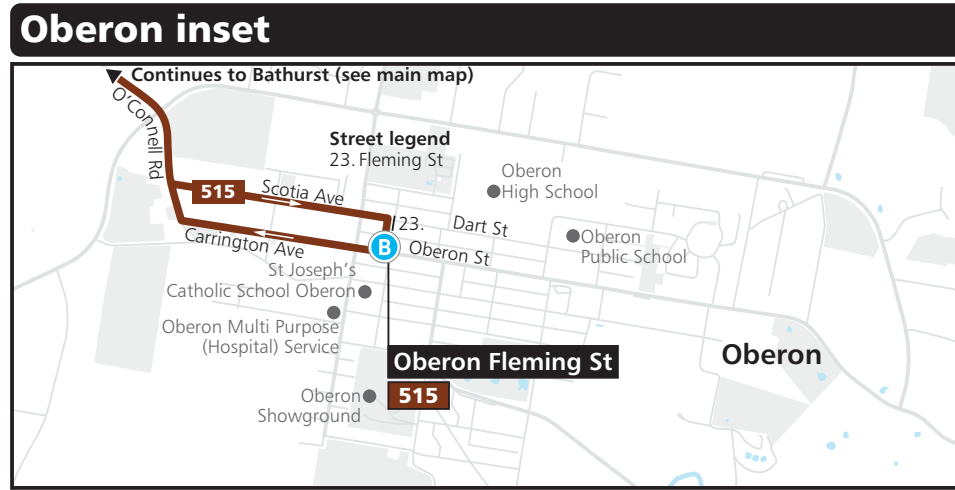 Oberon inset
Continues to Bathurst (see main map)
O'Connell Rd
Street legend
23. Fleming St
515
Scotia Ave
Oberon
High School
23.
Dart St
B
Oberon St
Carrington Ave
Oberon
Public School
St Joseph's
Catholic School Oberon
Oberon Multi Purpose
(Hospital) Service
Oberon Fleming St
515
Oberon
Oberon
Showground